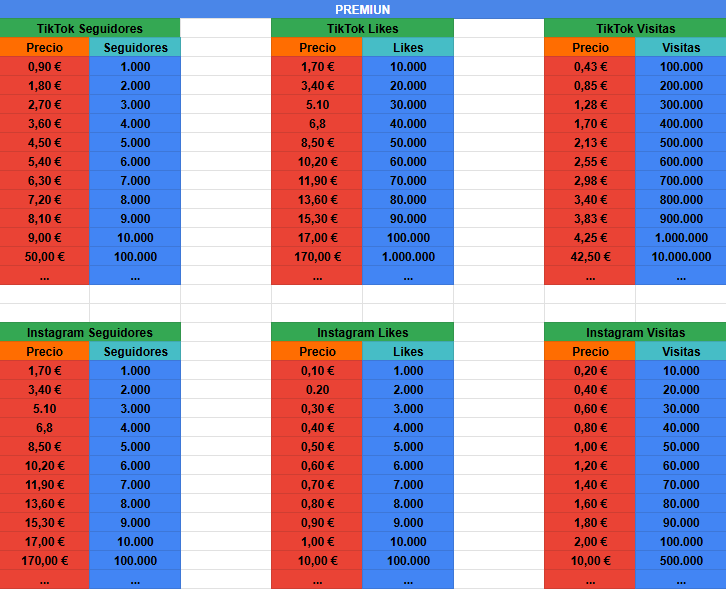 PREMIUN
TikTok Seguidores TikTok Likes TikTok Visitas
Precio Seguidores Precio Likes Precio Visitas
0,90 € 1.000 1,70 € 10.000 0,43 € 100.000
1,80 € 2.000 3,40 € 20.000 0,85 € 200.000
2,70 € 3.000 5.10 30.000 1,28 € 300.000
3,60 € 4.000 6,8 40.000 1,70 € 400.000
4,50 € 5.000 8,50 € 50.000 2,13 € 500.000
5,40 € 6.000 10,20 € 60.000 2,55 € 600.000
6,30 € 7.000 11,90 € 70.000 2,98 € 700.000
7,20 € 8.000 13,60 € 80.000 3,40 € 800.000
8,10 € 9.000 15,30 € 90.000 3,83 € 900.000
9,00 € 10.000 17,00 € 100.000 4,25 € 1.000.000
50,00 € 100.000 170,00 € 1.000.000 42,50 € 10.000.000
... ... ... ... ... ...
Instagram Seguidores Instagram Likes Instagram Visitas
Precio Seguidores Precio Likes Precio Visitas
1,70 € 1.000 0,10 € 1.000 0,20 € 10.000
3,40 € 2.000 0.20 2.000 0,40 € 20.000
5.10 3.000 0,30 € 3.000 0,60 € 30.000
6,8 4.000 0,40 € 4.000 0,80 € 40.000
8,50 € 5.000 0,50 € 5.000 1,00 € 50.000
10,20 € 6.000 0,60 € 6.000 1,20 € 60.000
11,90 € 7.000 0,70 € 7.000 1,40 € 70.000
13,60 € 8.000 0,80 € 8.000 1,60 € 80.000
15,30 € 9.000 0,90 € 9.000 1,80 € 90.000
17,00 € 10.000 1,00 € 10.000 2,00 € 100.000
170,00 € 100.000 10,00 € 100.000 10,00 € 500.000
... ... ... ... ... ...